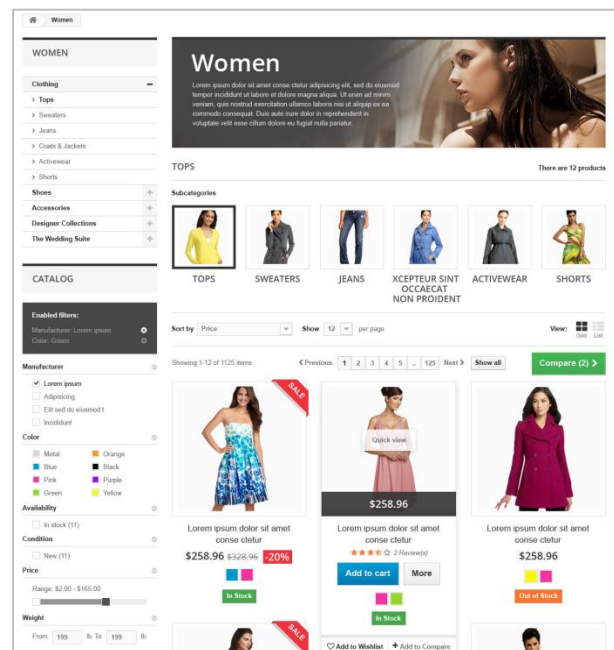 Women
WOMEN
Clothing
> Tops
> Sweaters
> Jeans
> Coats & Jackets
> Activewear
> Shorts
Shoes
Accessories
Designer Collections
The Wedding Suite
CATALOG
Enabled filters:
Manufacturer: Lorem ipsum
Color: Green
Manufacturer
Lorem ipsum
Adipisicing
Elit sed do eiusmod t
Incididunt
Color
Metal
Orange
Blue
Black
Pink
Purple
Green
Yellow
Availability
In stock (11)
Condition
New (11)
Price
Range: $2.00 - $165.00
Weight
From 199 lb To 199 lb
Women
Lorem ipsum dolor sit amet conse ctetur adipisicing elit, sed do eiusmod
tempor incididunt ut labore et dolore magna aliqua. Ut enim ad minim
veniam, quis nostrud exercitation ullamco laboris nisi ut aliquip ex ea
commodo consequat. Duis aute irure dolor in reprehenderit in
voluptate velit esse cillum dolore eu fugiat nulla pariatur.
TOPS
There are 12 products
Subcategories
TOPS
SWEATERS
JEANS
XCEPTEUR SINT
OCCAECAT
NON PROIDENT
ACTIVEWEAR
SHORTS
Sort by Price
Show 12 per page
View:
Grid
List
Showing 1-12 of 1125 items
< Previous 1 2 3 4 5 ... 125 Next >
Show all
Compare (2) >
SALE
Lorem ipsum dolor sit amet
conse ctetur
$258.96 $328.96 -20%
In Stock
Quick view
$258.96
Lorem ipsum dolor sit amet
conse ctetur
2 Review(s)
Add to cart
More
In Stock
Add to Wishlist
+ Add to Compare
Lorem ipsum dolor sit amet
conse ctetur
$258.96
Out of Stock
SALE